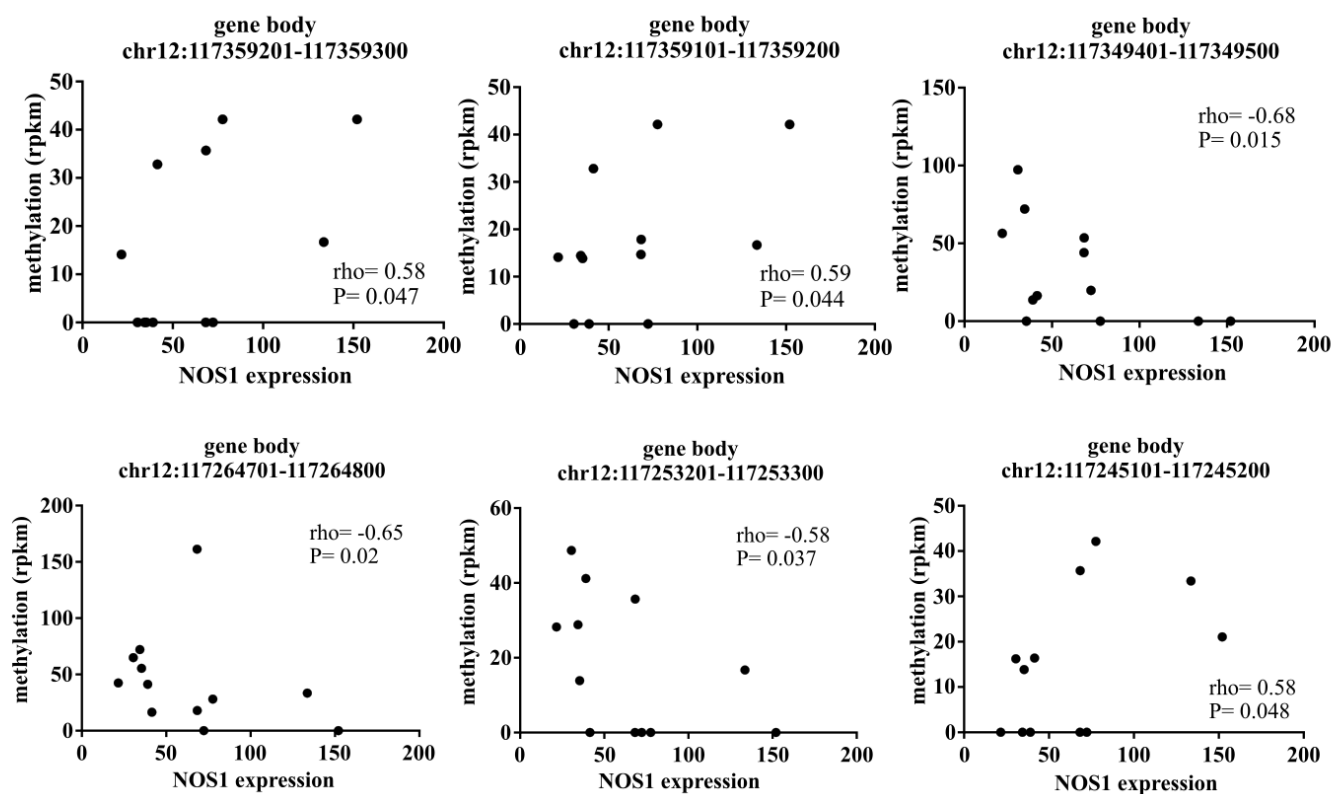 gene body
chr12:117359201-117359300
methylation (rpkm)
50
40
30
20
10
0
rho= 0.58
P= 0.047
0
50
100
150
200
NOS1 expression
gene body
chr12:117359101-117359200
methylation (rpkm)
50
40
30
20
10
0
rho= 0.59
P= 0.044
0
50
100
150
200
NOS1 expression
gene body
chr12:117349401-117349500
methylation (rpkm)
150
100
50
0
rho= -0.68
P= 0.015
0
50
100
150
200
NOS1 expression
gene body
chr12:117264701-117264800
methylation (rpkm)
200
150
100
50
0
rho= -0.65
P= 0.02
0
50
100
150
200
NOS1 expression
gene body
chr12:117253201-117253300
methylation (rpkm)
60
40
20
0
rho= -0.58
P= 0.037
0
50
100
150
200
NOS1 expression
gene body
chr12:117245101-117245200
methylation (rpkm)
50
40
30
20
10
0
rho= 0.58
P= 0.048
0
50
100
150
200
NOS1 expression